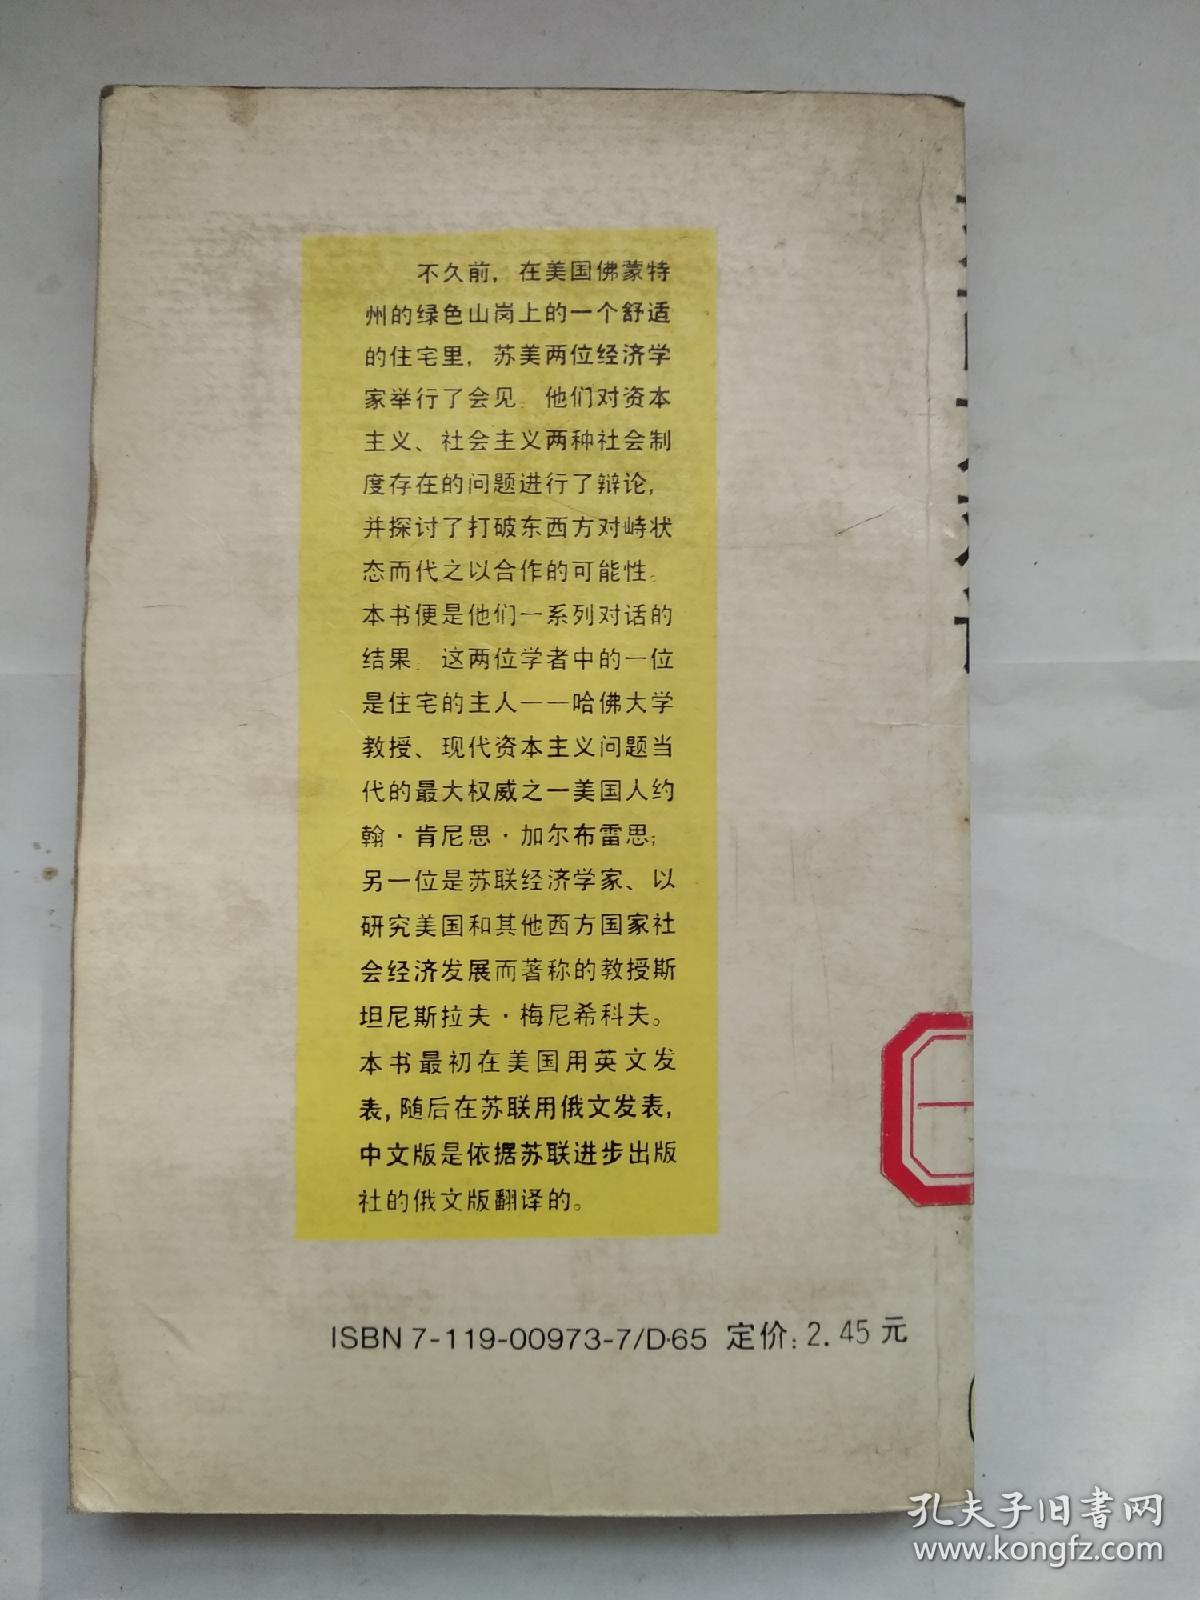 不久前，在美国佛蒙特
州的绿色山岗上的一个舒适
的住宅里，苏美两位经济学
家举行了会见。他们对资本
主义、社会主义两种社会制
度存在的问题进行了辩论，
并探讨了打破东西方对峙状
态而代之以合作的可能性。
本书便是他们一系列对话的
结果。这两位学者中的一位
是住宅的主人——哈佛大学
教授、现代资本主义问题当
代的最大权威之一美国人约
翰·肯尼思·加尔布雷思；
另一位是苏联经济学家、以
研究美国和其他西方国家社
会经济发展而著称的教授斯
坦尼斯拉夫·梅尼希科夫。
本书最初在美国用英文发
表，随后在苏联用俄文发表，
中文版是依据苏联进步出版
社的俄文版翻译的。
ISBN 7-119-00973-7/D·65 定价：2.45元
孔夫子旧书网
www.kongfz.com